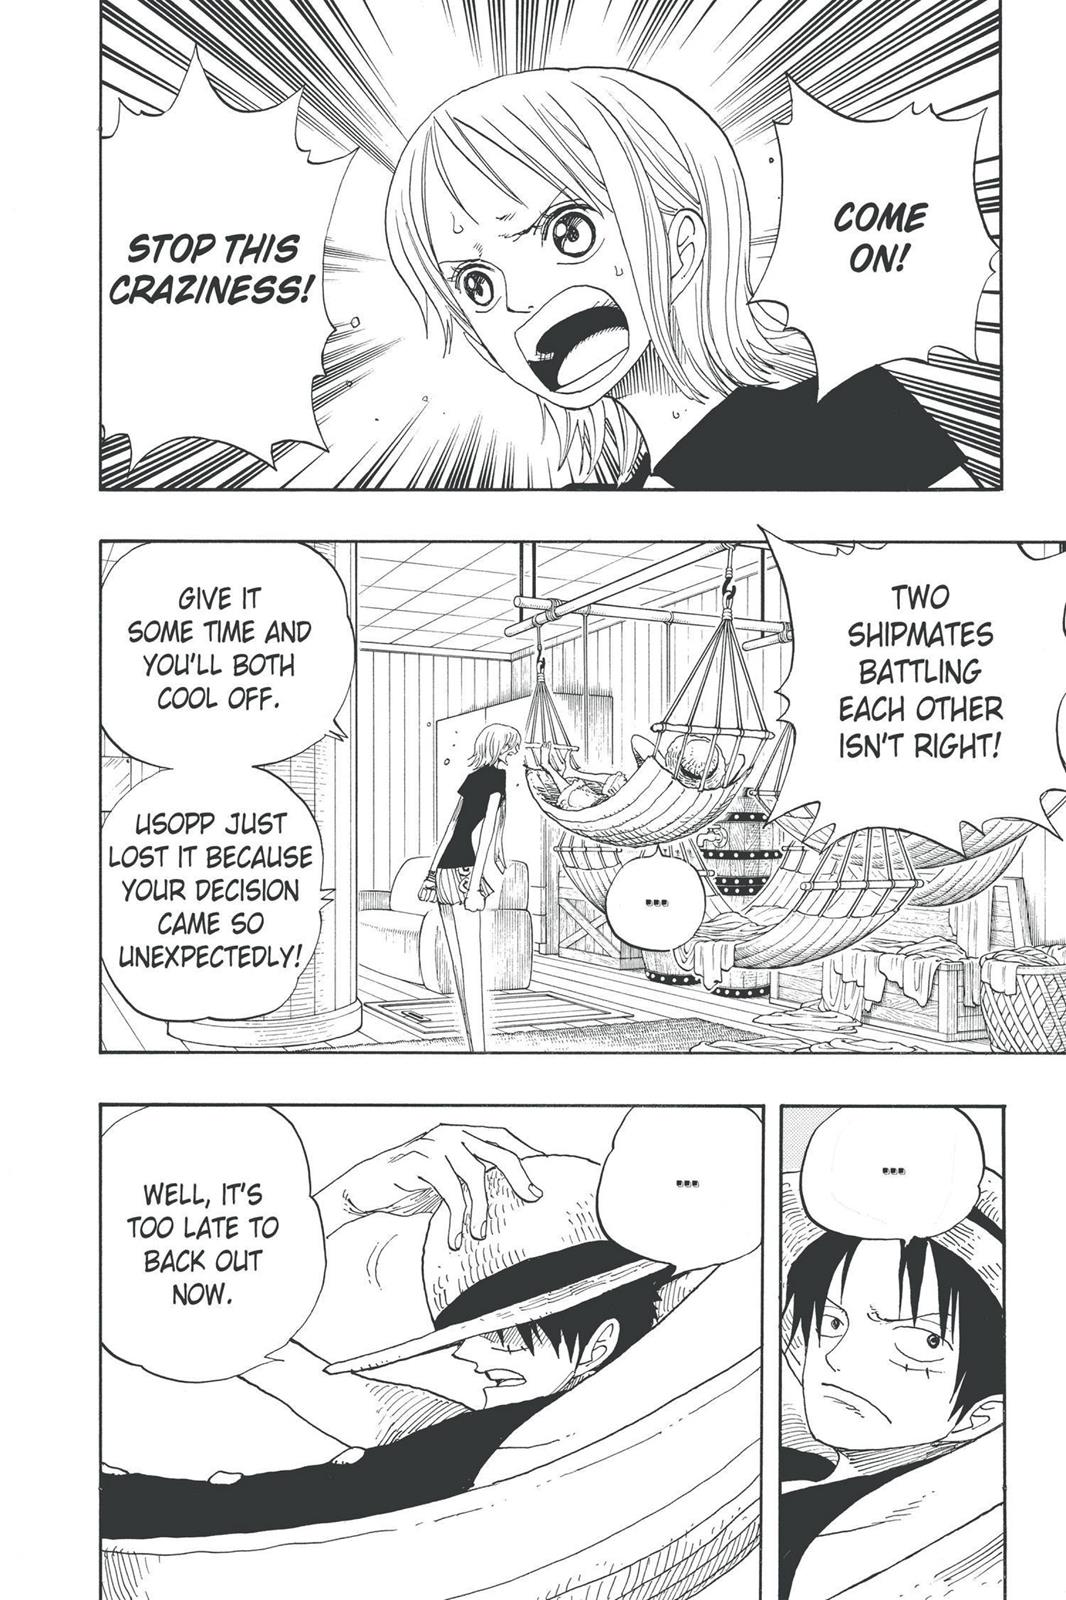 COME
ON!
STOP THIS
CRAZINESS!
TWO
SHIPMATES
BATTLING
EACH OTHER
ISN'T RIGHT!
GIVE IT
SOME TIME AND
YOU'LL BOTH
COOL OFF.
USOPP JUST
LOST IT BECAUSE
YOUR DECISION
CAME SO
UNEXPECTEDLY!
...
...
...
WELL, IT'S
TOO LATE TO
BACK OUT
NOW.